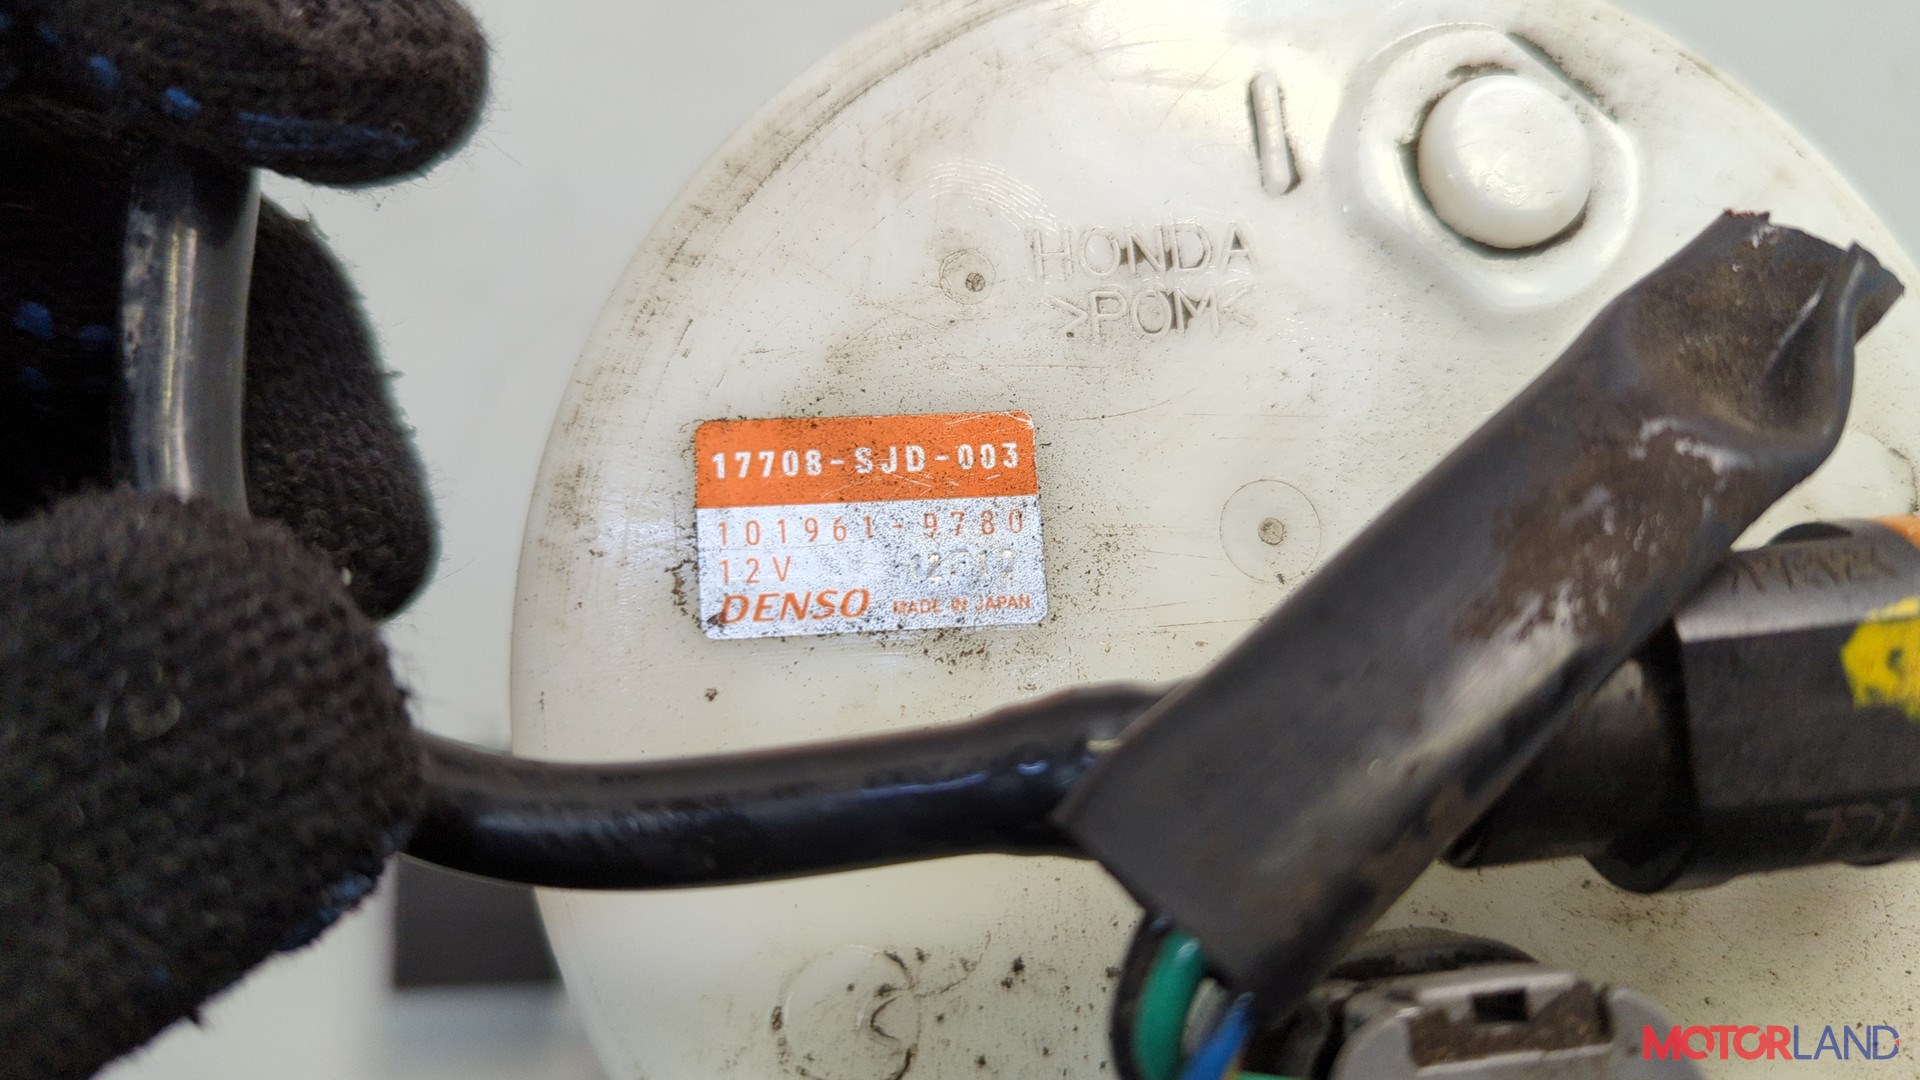 HONDA
>POM<
17708-SJD-003
101961-9780
12V
DENSO MADE IN JAPAN
MOTORLAND